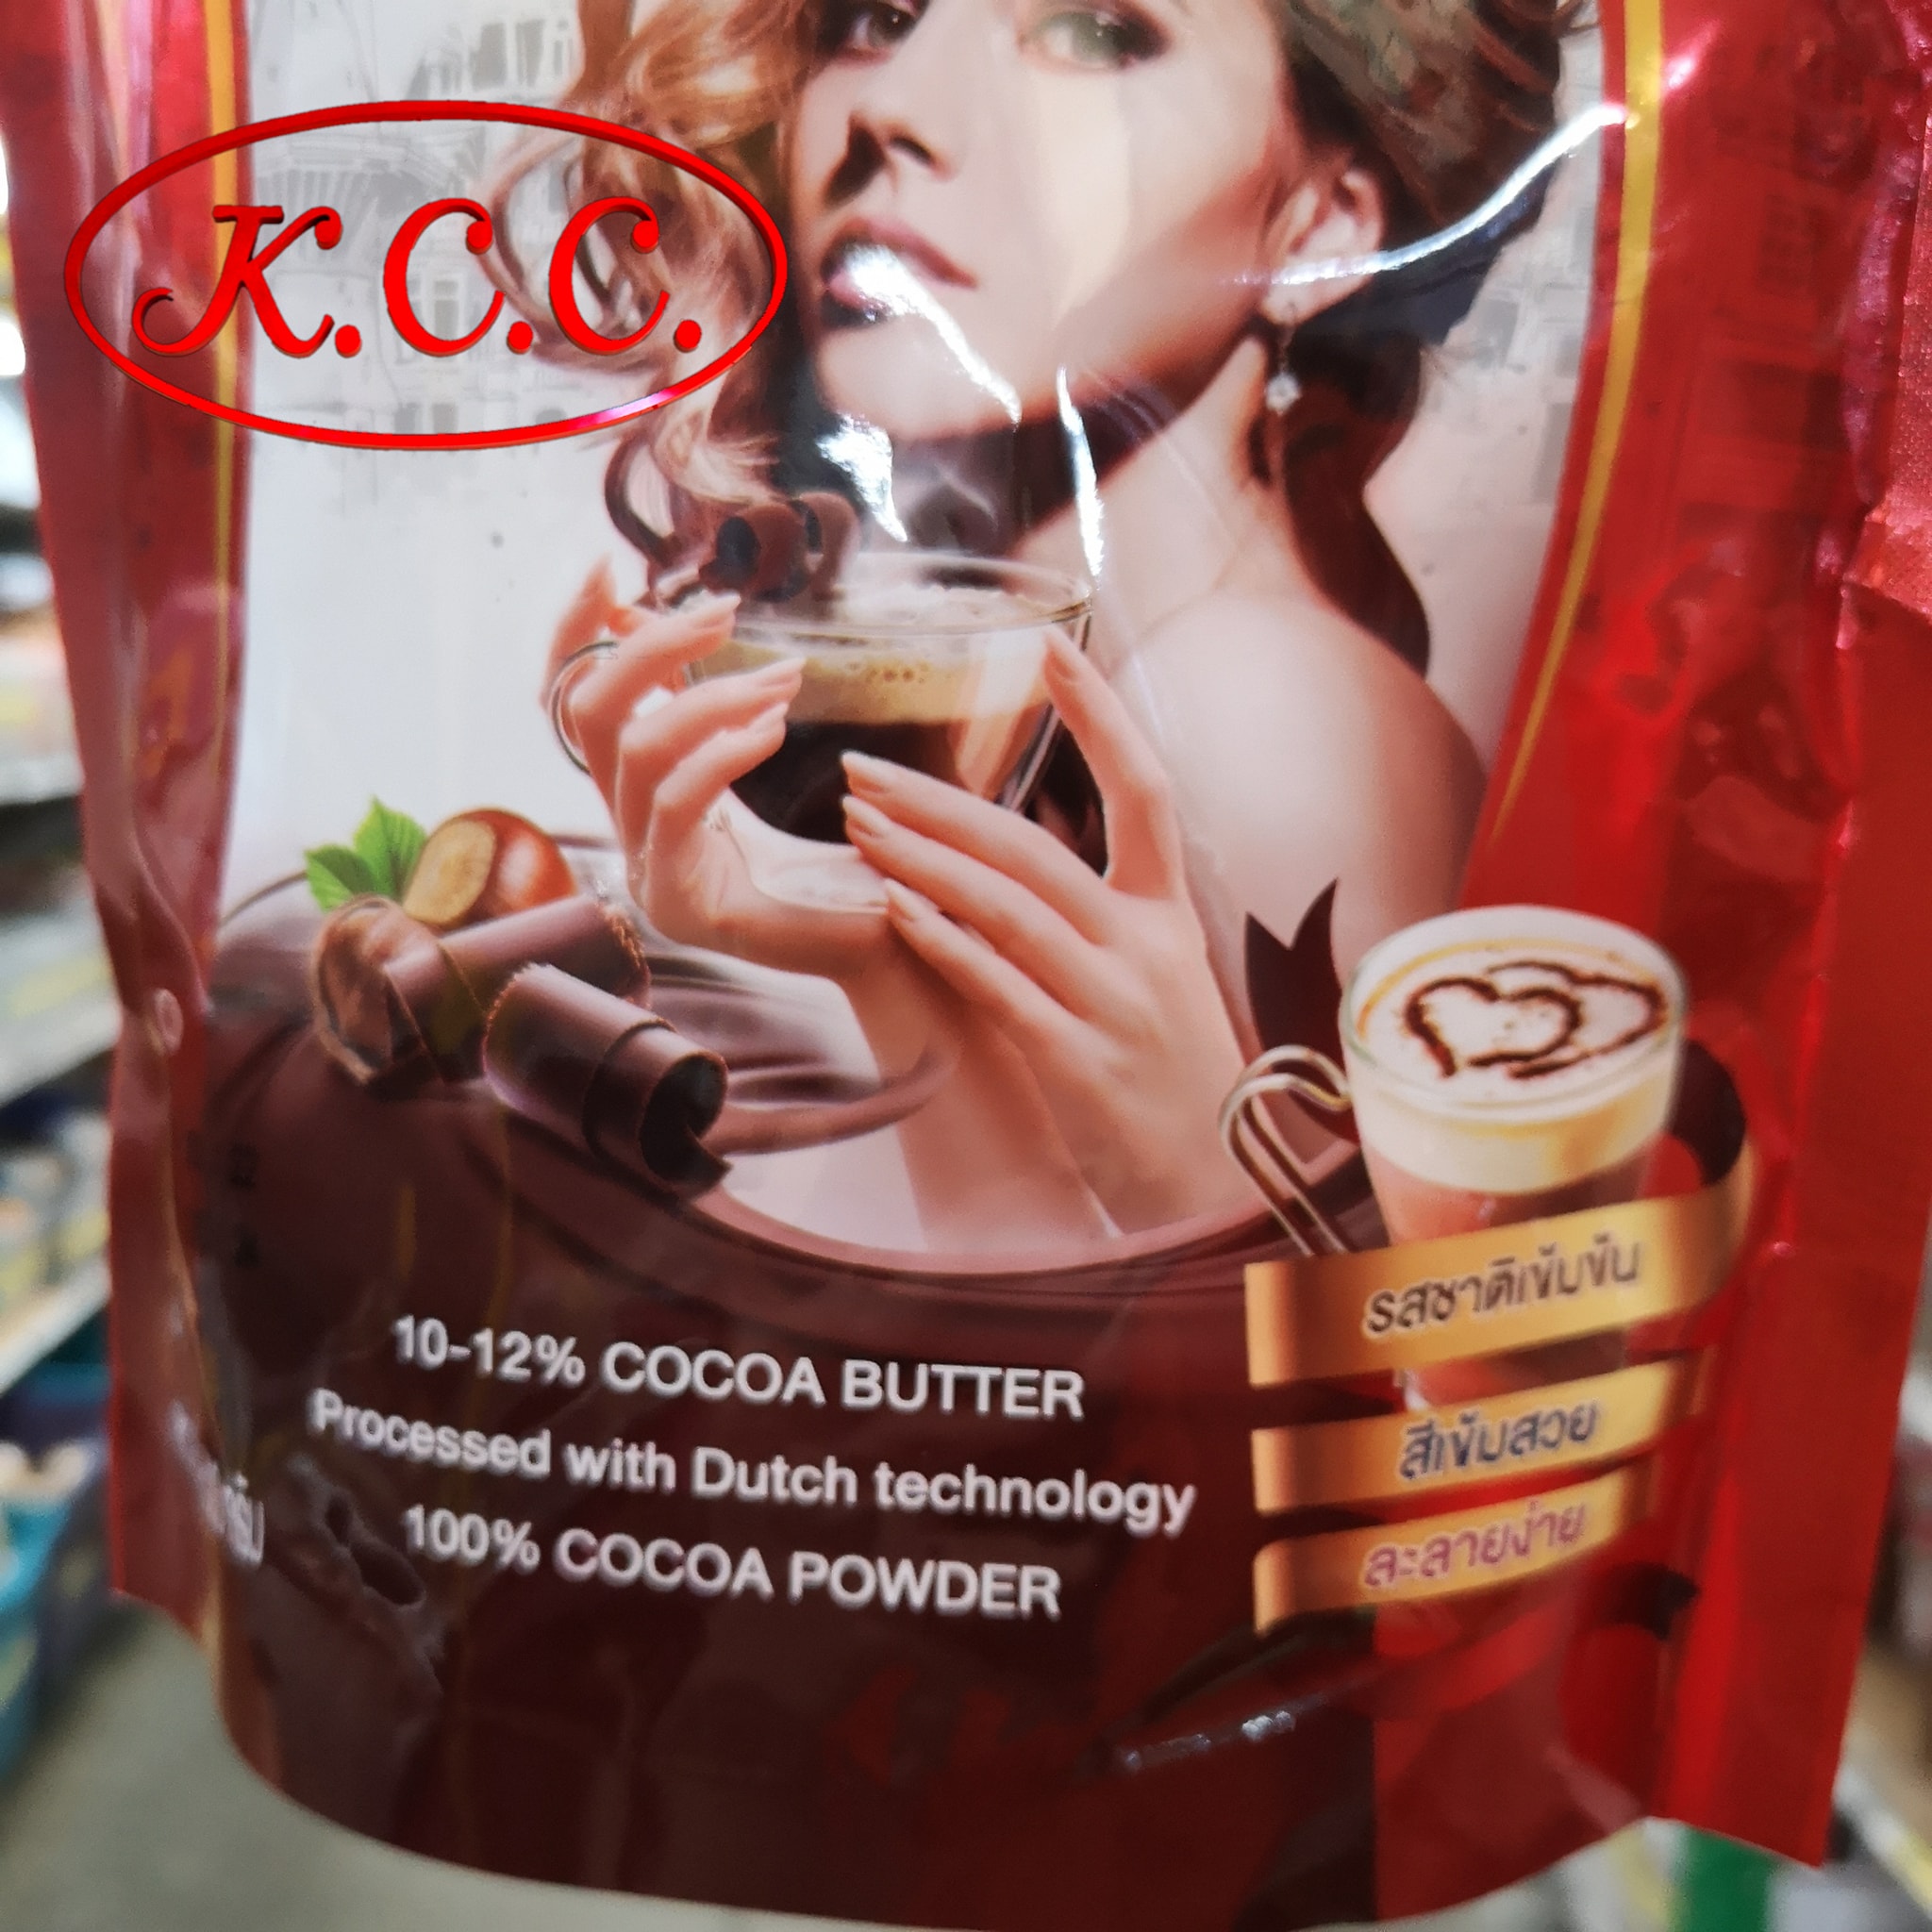 K.C.C.
10-12% COCOA BUTTER
Processed with Dutch technology
100% COCOA POWDER
รสชาติเข้มข้น
สีเข้มสวย
ละลายง่าย